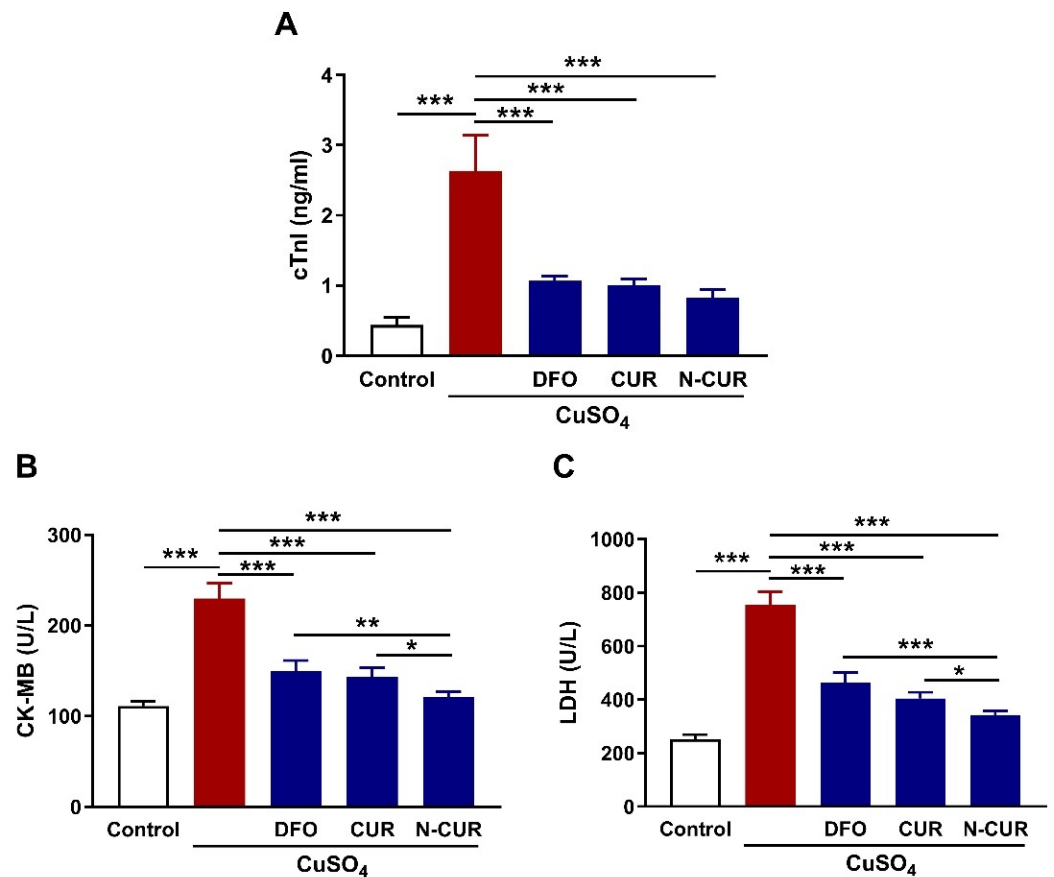 A
4
3
2
1
0
cTnI (ng/ml)
***
***
***
***
Control
DFO
CUR
N-CUR
CuSO4
B
300
200
100
0
CK-MB (U/L)
***
***
***
***
**
*
Control
DFO
CUR
N-CUR
CuSO4
C
1000
800
600
400
200
0
LDH (U/L)
***
***
***
***
***
*
Control
DFO
CUR
N-CUR
CuSO4